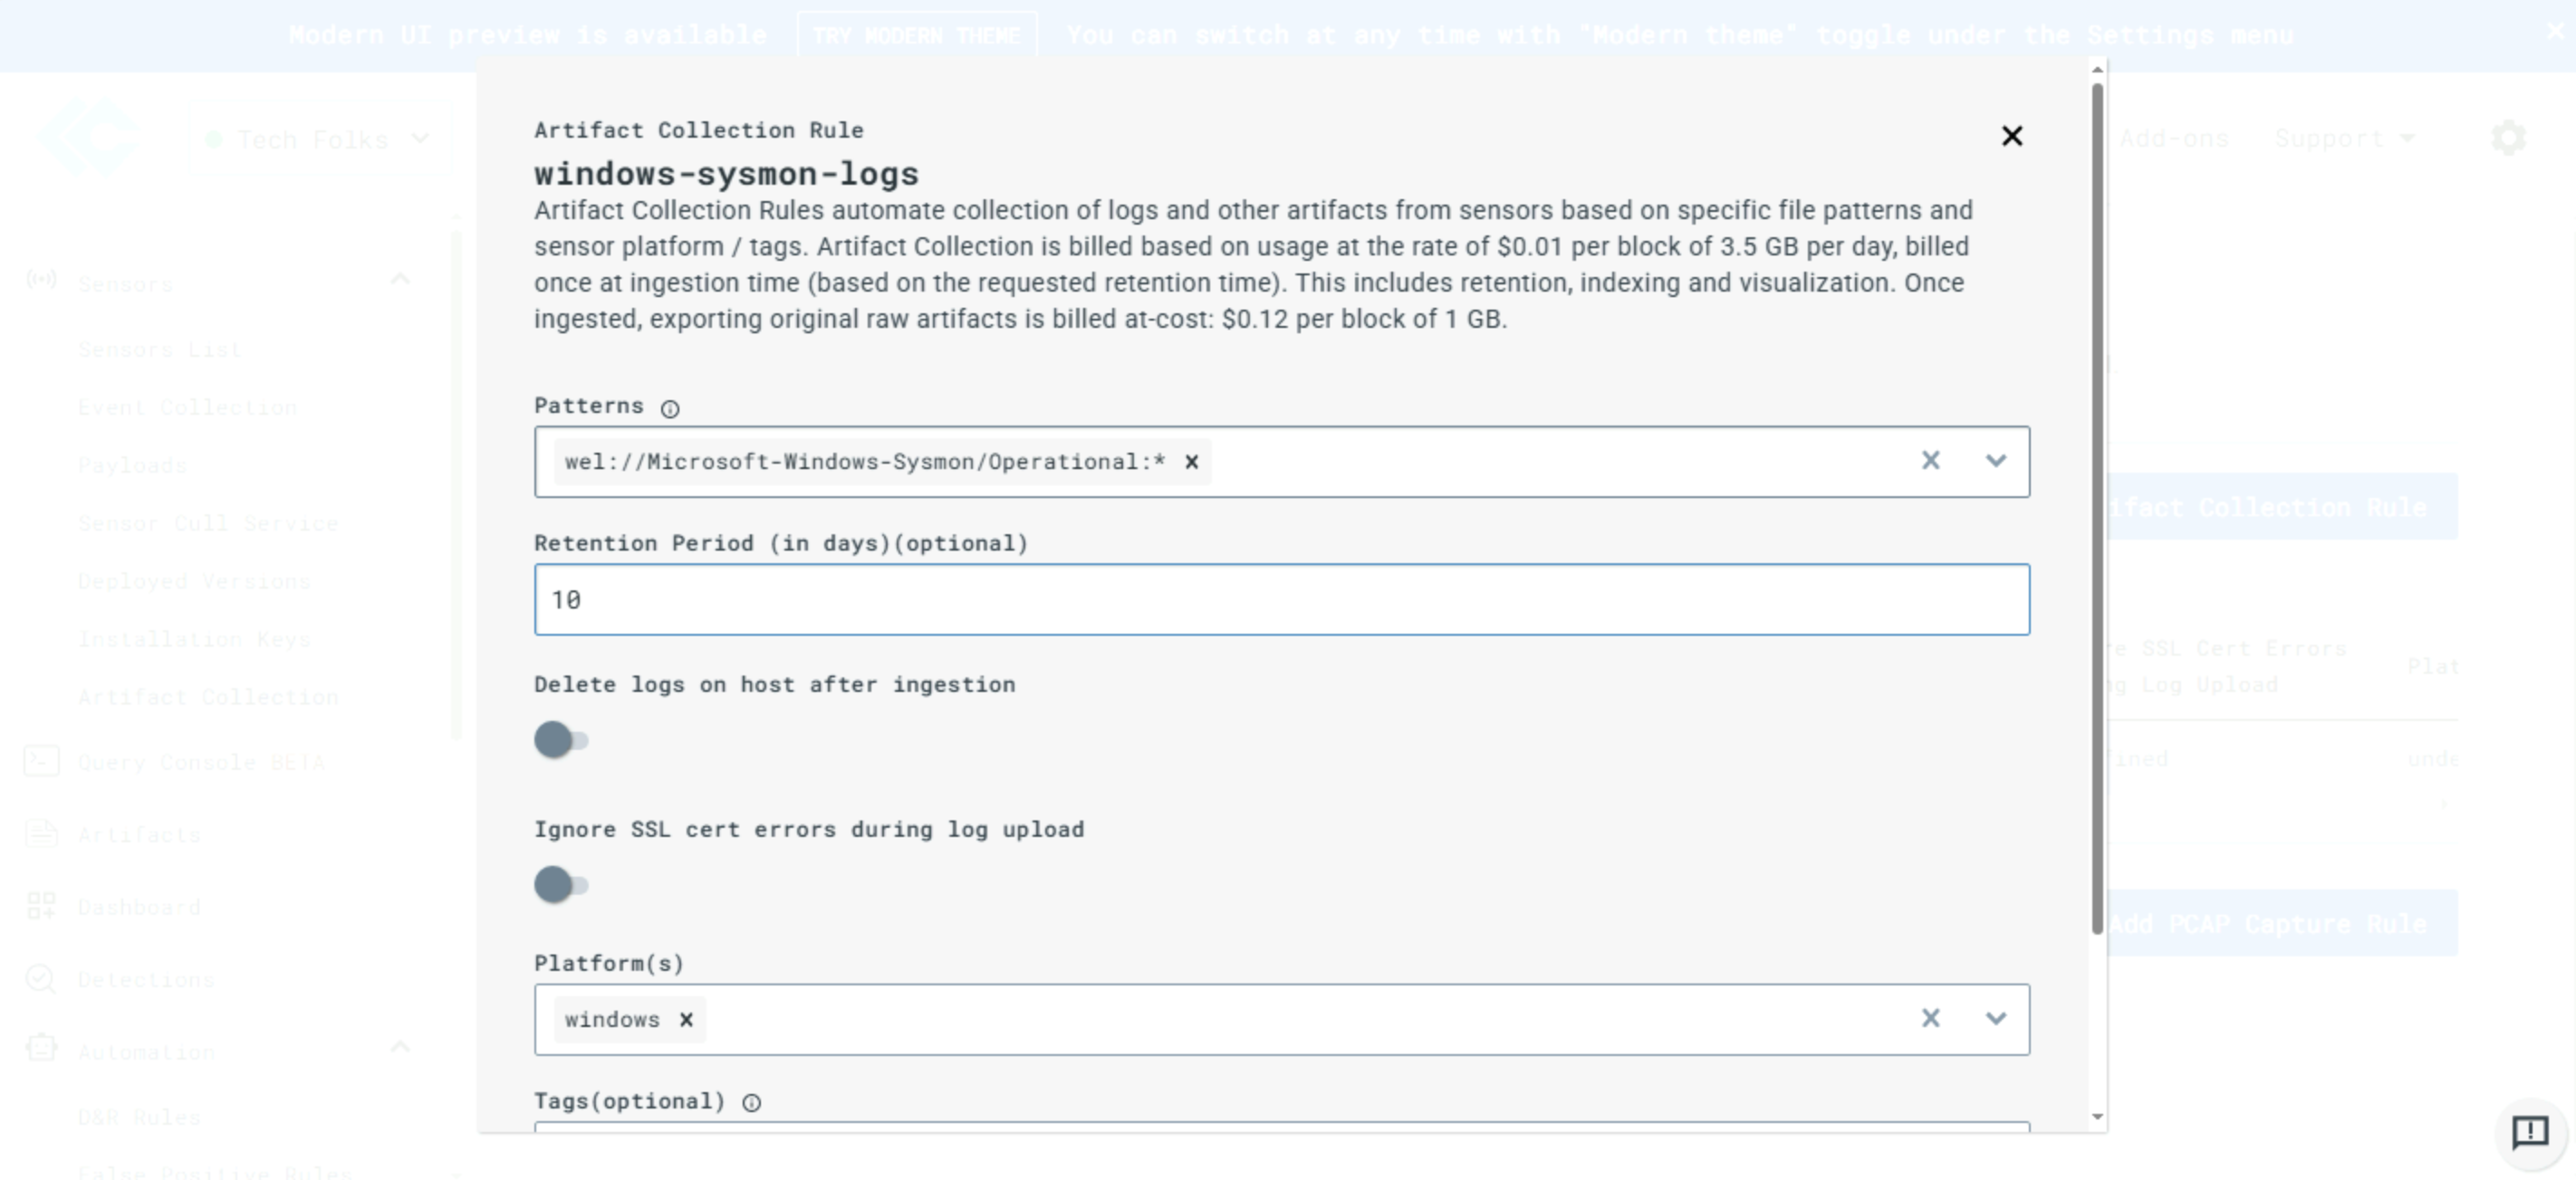 Modern UI preview is available TRY MODERN THEME You can switch at any time with "Modern theme" toggle under the Settings menu
Tech Folks
Add-ons Support
Sensors
Sensors List
Event Collection
Payloads
Sensor Cull Service
Deployed Versions
Installation Keys
Artifact Collection
Query Console BETA
Artifacts
Dashboard
Detections
Automation
D&R Rules
False Positive Rules
Artifact Collection Rule
windows-sysmon-logs
Artifact Collection Rules automate collection of logs and other artifacts from sensors based on specific file patterns and
sensor platform / tags. Artifact Collection is billed based on usage at the rate of $0.01 per block of 3.5 GB per day, billed
once at ingestion time (based on the requested retention time). This includes retention, indexing and visualization. Once
ingested, exporting original raw artifacts is billed at-cost: $0.12 per block of 1 GB.
Patterns
wel://Microsoft-Windows-Sysmon/Operational:*
Retention Period (in days)(optional)
10
Delete logs on host after ingestion
Ignore SSL cert errors during log upload
Platform(s)
windows
Tags(optional)
ifact Collection Rule
re SSL Cert Errors
ng Log Upload
Plat
fined
unde
Add PCAP Capture Rule